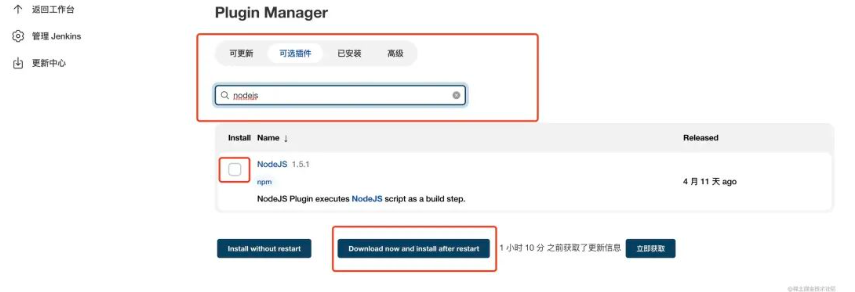 返回工作台
管理 Jenkins
更新中心
Plugin Manager
可更新 可选插件 已安装 高级
nodejs
Install Name ↓ Released
NodeJS 1.5.1
npm
4 月 11 天 ago
NodeJS Plugin executes NodeJS script as a build step.
Install without restart Download now and install after restart 1 小时 10 分 之前获取了更新信息 立即获取
@稀土掘金技术社区